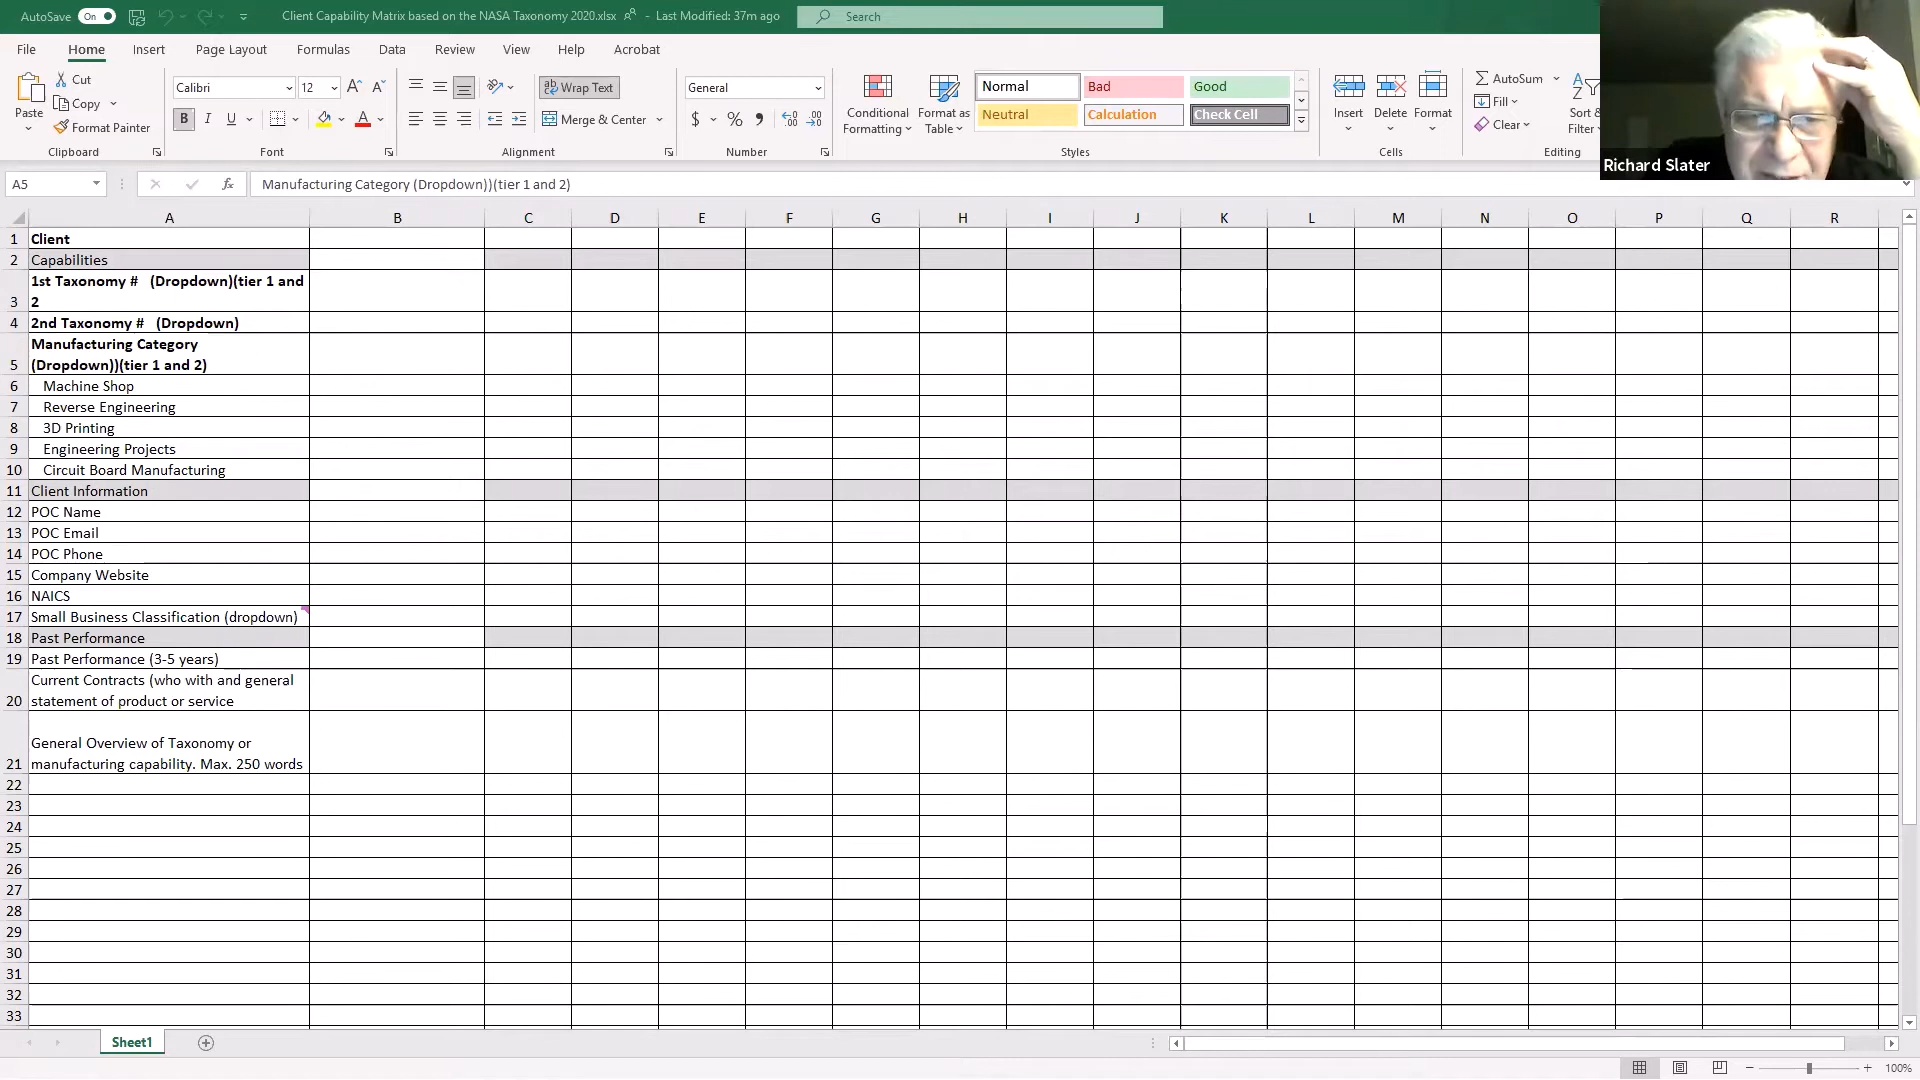 AutoSave On Client Capability Matrix based on the NASA Taxonomy 2020.xlsx - Last Modified: 37m ago Search
File Home Insert Page Layout Formulas Data Review View Help Acrobat
Paste
Cut
Copy
Format Painter
Clipboard
Calibri 12
B I U
Font
Wrap Text
Merge & Center
Alignment
General
$ % 9
Number
Conditional
Formatting
Format as
Table
Normal Bad Good
Neutral Calculation Check Cell
Styles
Insert Delete Format
Cells
AutoSum
Fill
Clear
Sort &
Filter
Editing
Richard Slater
A5 fx Manufacturing Category (Dropdown))(tier 1 and 2)
A B C D E F G H I J K L M N O P Q R
1 Client
2 Capabilities
1st Taxonomy # (Dropdown)(tier 1 and
3 2
4 2nd Taxonomy # (Dropdown)
Manufacturing Category
5 (Dropdown))(tier 1 and 2)
6 Machine Shop
7 Reverse Engineering
8 3D Printing
9 Engineering Projects
10 Circuit Board Manufacturing
11 Client Information
12 POC Name
13 POC Email
14 POC Phone
15 Company Website
16 NAICS
17 Small Business Classification (dropdown)
18 Past Performance
19 Past Performance (3-5 years)
Current Contracts (who with and general
20 statement of product or service
General Overview of Taxonomy or
21 manufacturing capability. Max. 250 words
22
23
24
25
26
27
28
29
30
31
32
33
Sheet1
100%